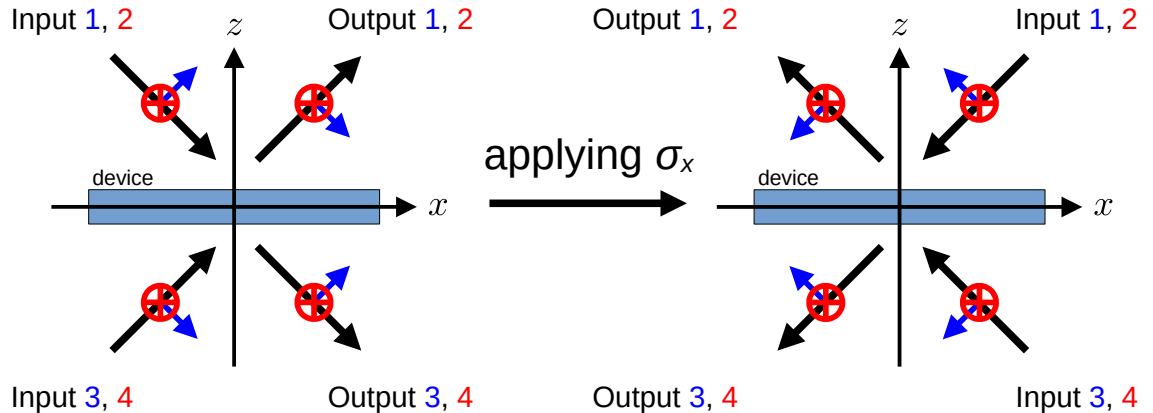 Input 1, 2
Output 1, 2
z
device
x
Input 3, 4
Output 3, 4
applying σx
Output 1, 2
Input 1, 2
z
device
x
Output 3, 4
Input 3, 4